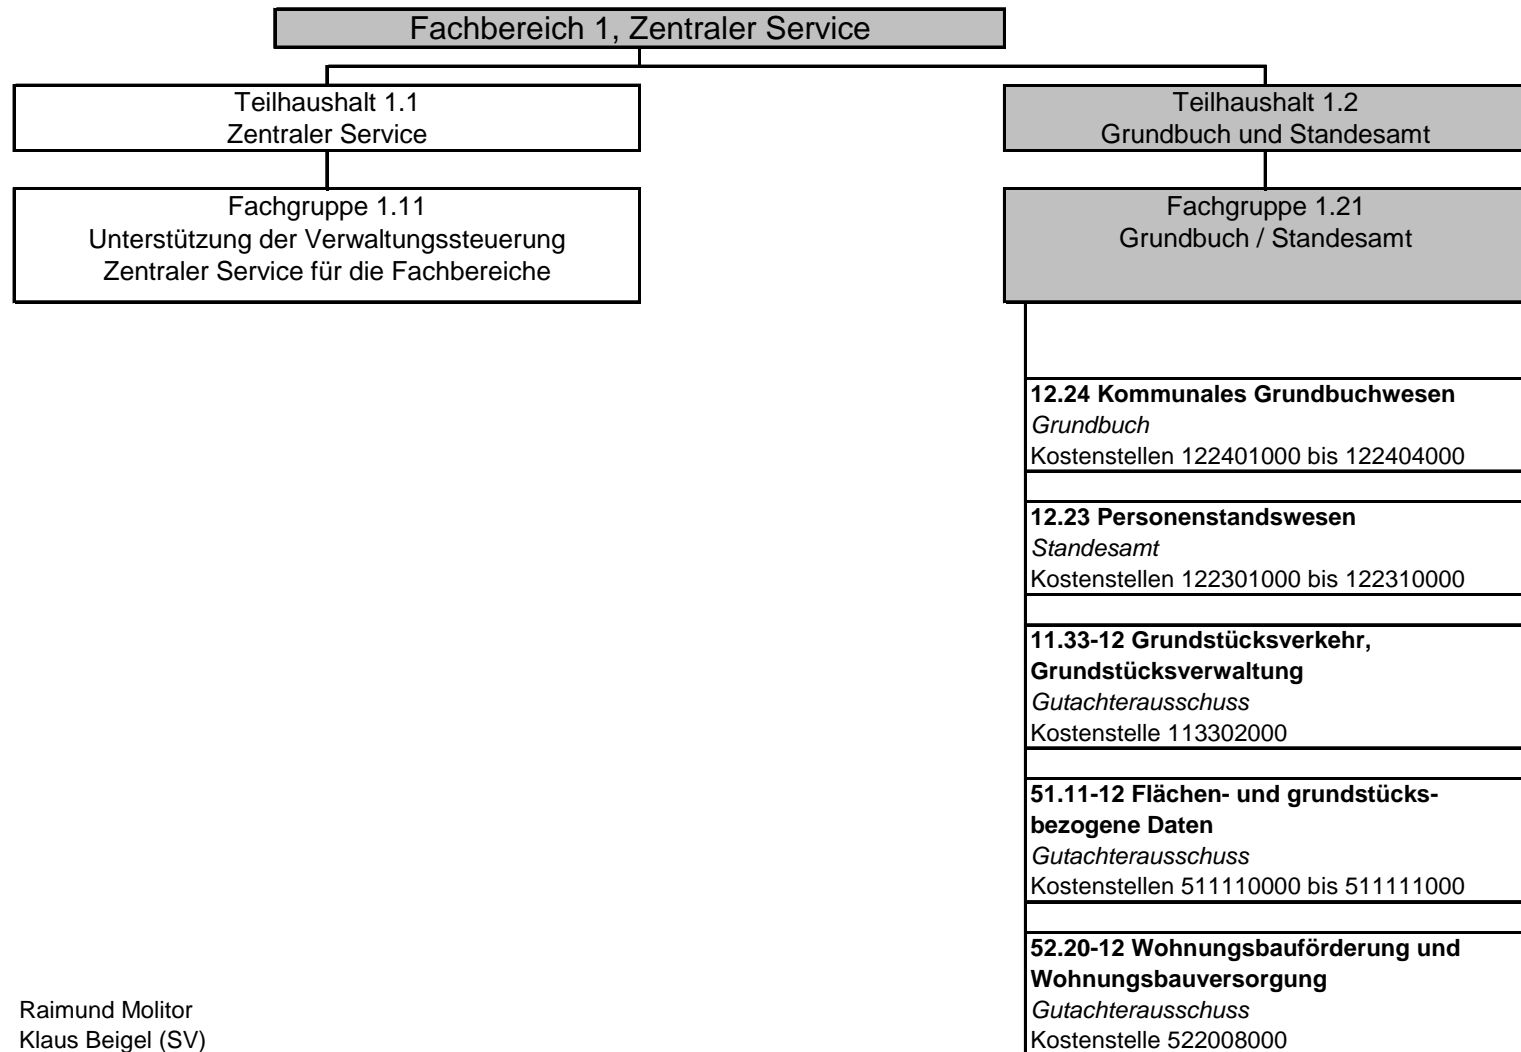 Fachbereich 1, Zentraler Service
Teilhaushalt 1.1
Zentraler Service
Teilhaushalt 1.2
Grundbuch und Standesamt
Fachgruppe 1.11
Unterstützung der Verwaltungssteuerung
Zentraler Service für die Fachbereiche
Fachgruppe 1.21
Grundbuch / Standesamt
12.24 Kommunales Grundbuchwesen
Grundbuch
Kostenstellen 122401000 bis 122404000
12.23 Personenstandswesen
Standesamt
Kostenstellen 122301000 bis 122310000
11.33-12 Grundstücksverkehr,
Grundstücksverwaltung
Gutachterausschuss
Kostenstelle 113302000
51.11-12 Flächen- und grundstücks-
bezogene Daten
Gutachterausschuss
Kostenstellen 511110000 bis 511111000
52.20-12 Wohnungsbauförderung und
Wohnungsbauversorgung
Gutachterausschuss
Kostenstelle 522008000
Raimund Molitor
Klaus Beigel (SV)